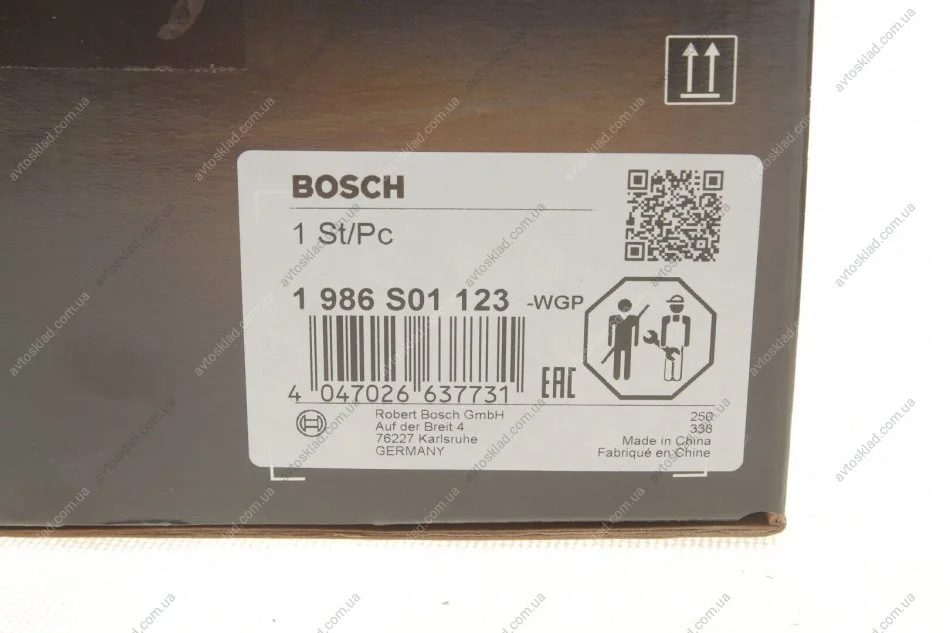 BOSCH
1 St/Pc
1 986 S01 123 -WGP
4 047026 637731
EAC
Robert Bosch GmbH
Auf der Breit 4
76227 Karlsruhe
GERMANY
250
338
Made in China
Fabriqué en Chine
avtosklad.com.ua